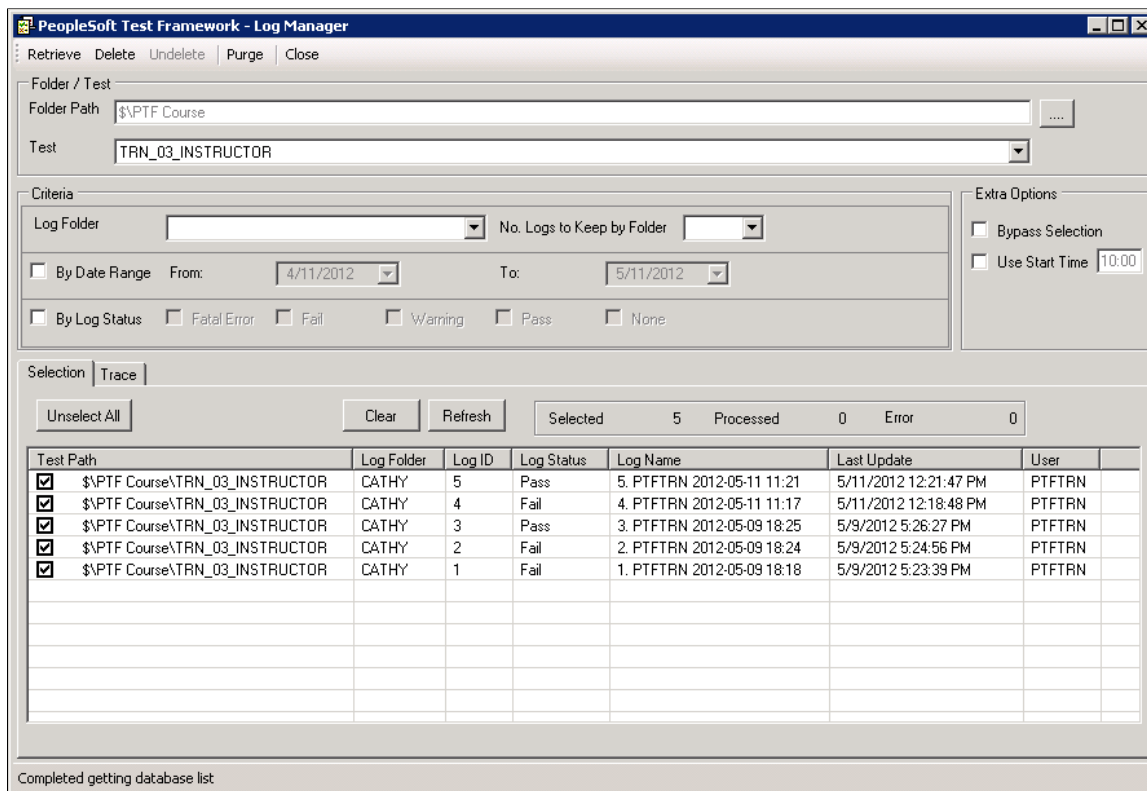 PeopleSoft Test Framework - Log Manager
Retrieve Delete Undelete Purge Close
Folder / Test
Folder Path $\PTF Course ....
Test TRN_03_INSTRUCTOR
Criteria
Extra Options
Log Folder No. Logs to Keep by Folder
Bypass Selection
By Date Range From: 4/11/2012 To: 5/11/2012
Use Start Time 10:00
By Log Status Fatal Error Fail Warning Pass None
Selection Trace
Unselect All Clear Refresh Selected 5 Processed 0 Error 0
Test Path Log Folder Log ID Log Status Log Name Last Update User
$\PTF Course\TRN_03_INSTRUCTOR CATHY 5 Pass 5. PTFTRN 2012-05-11 11:21 5/11/2012 12:21:47 PM PTFTRN
$\PTF Course\TRN_03_INSTRUCTOR CATHY 4 Fail 4. PTFTRN 2012-05-11 11:17 5/11/2012 12:18:48 PM PTFTRN
$\PTF Course\TRN_03_INSTRUCTOR CATHY 3 Pass 3. PTFTRN 2012-05-09 18:25 5/9/2012 5:26:27 PM PTFTRN
$\PTF Course\TRN_03_INSTRUCTOR CATHY 2 Fail 2. PTFTRN 2012-05-09 18:24 5/9/2012 5:24:56 PM PTFTRN
$\PTF Course\TRN_03_INSTRUCTOR CATHY 1 Fail 1. PTFTRN 2012-05-09 18:18 5/9/2012 5:23:39 PM PTFTRN
Completed getting database list